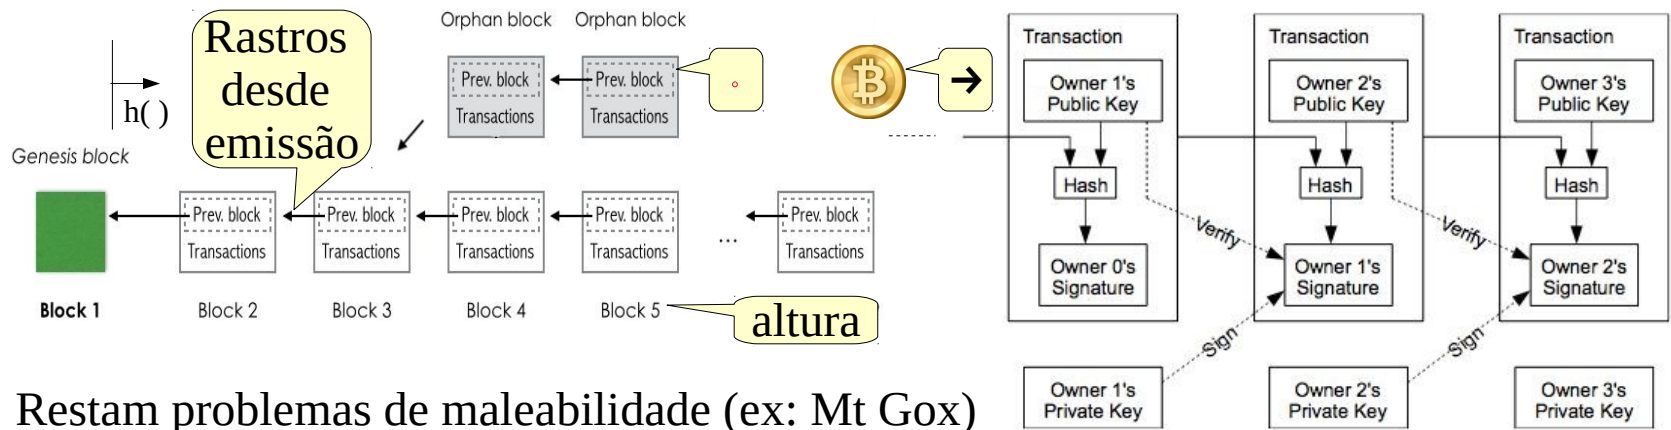 Orphan block
Orphan block
Rastros
desde
emissão
h( )
Prev. block
Transactions
Prev. block
Transactions
Genesis block
Prev. block
Transactions
Prev. block
Transactions
Prev. block
Transactions
Prev. block
Transactions
...
Prev. block
Transactions
Block 1
Block 2
Block 3
Block 4
Block 5
altura
Restam problemas de maleabilidade (ex: Mt Gox)
Transaction
Owner 1's
Public Key
Hash
Owner 0's
Signature
Transaction
Owner 2's
Public Key
Hash
Verify
Owner 1's
Signature
Sign
Transaction
Owner 3's
Public Key
Hash
Verify
Owner 2's
Signature
Sign
Owner 1's
Private Key
Owner 2's
Private Key
Owner 3's
Private Key